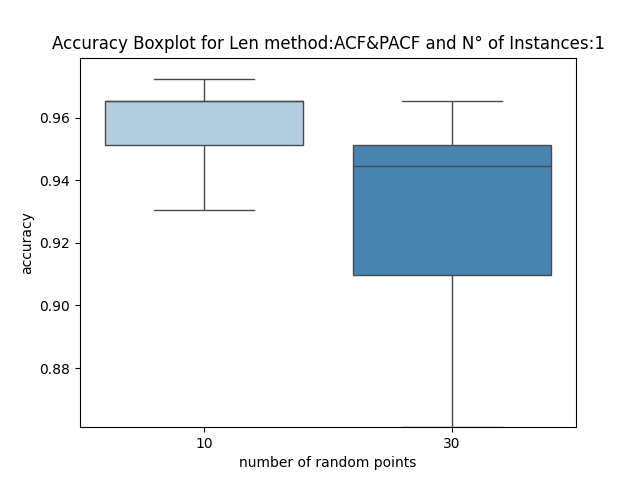 Accuracy Boxplot for Len method:ACF&PACF and N° of Instances:1
0.96
0.94
0.92
0.90
0.88
accuracy
10
30
number of random points